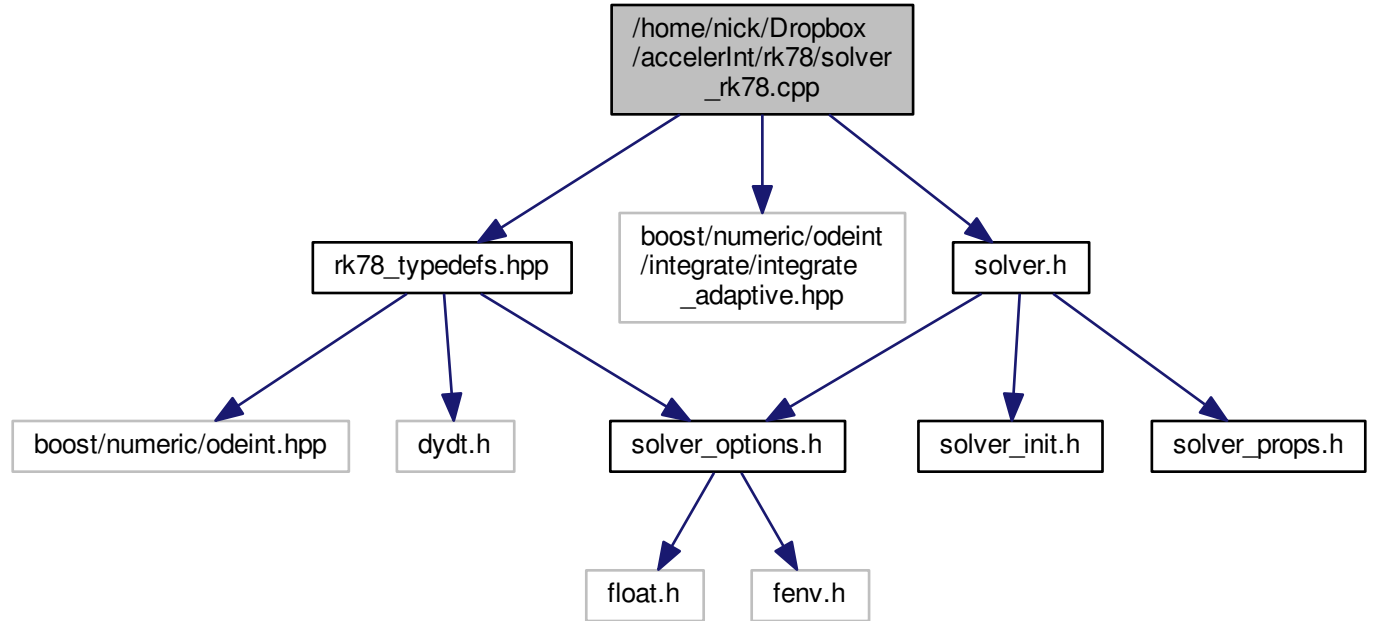 /home/nick/Dropbox
/accelerInt/rk78/solver
_rk78.cpp
rk78_typedefs.hpp
boost/numeric/odeint
/integrate/integrate
_adaptive.hpp
solver.h
boost/numeric/odeint.hpp
dydt.h
solver_options.h
solver_init.h
solver_props.h
float.h
fenv.h